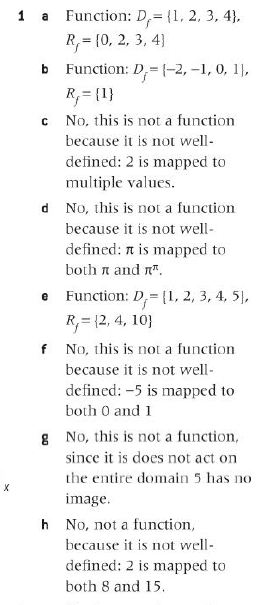 1 a Function: D_f = {1, 2, 3, 4},
R_f = {0, 2, 3, 4}
b Function: D_f = {-2, -1, 0, 1},
R_f = {1}
c No, this is not a function
because it is not well-
defined: 2 is mapped to
multiple values.
d No, this is not a function
because it is not well-
defined: π is mapped to
both π and π^π.
e Function: D_f = {1, 2, 3, 4, 5},
R_f = {2, 4, 10}
f No, this is not a function
because it is not well-
defined: -5 is mapped to
both 0 and 1
g No, this is not a function,
since it is does not act on
the entire domain 5 has no
image.
x
h No, not a function,
because it is not well-
defined: 2 is mapped to
both 8 and 15.